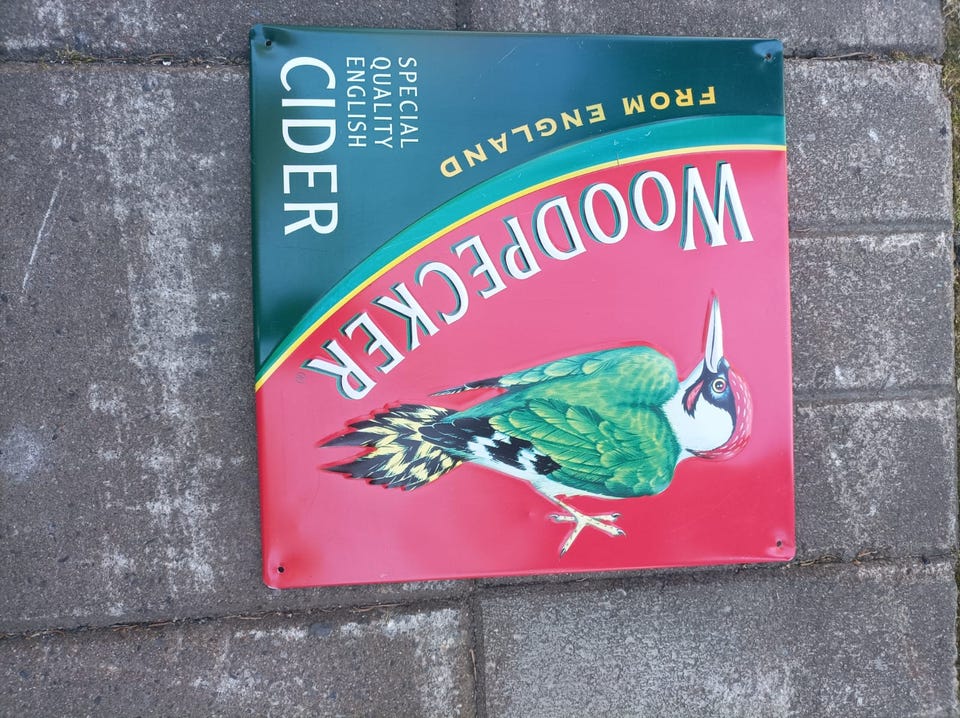 SPECIAL
QUALITY
ENGLISH
CIDER
FROM ENGLAND
WOODPECKER